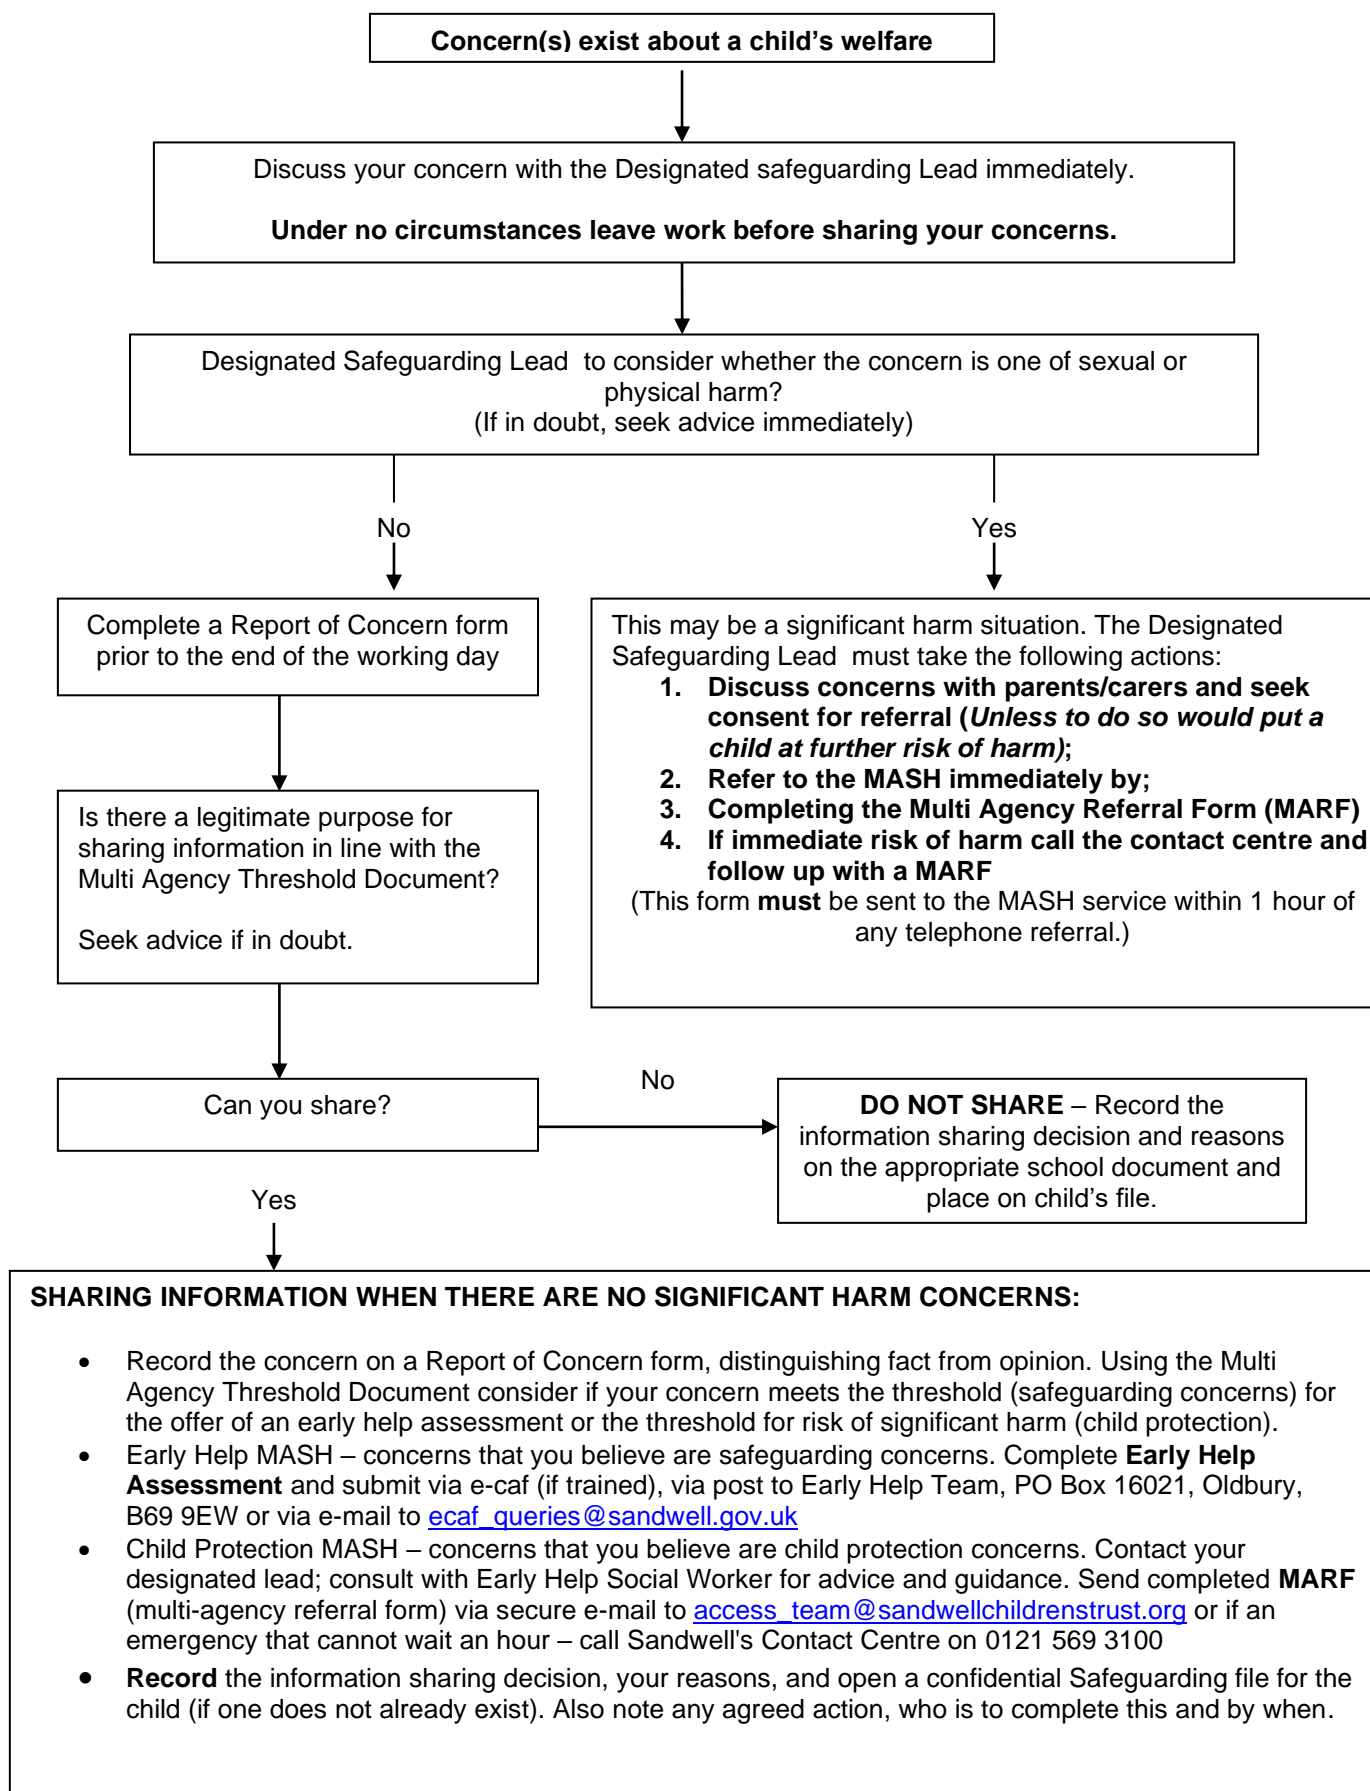 Concern(s) exist about a child’s welfare
Discuss your concern with the Designated safeguarding Lead immediately.
Under no circumstances leave work before sharing your concerns.
Designated Safeguarding Lead  to consider whether the concern is one of sexual or
physical harm?
(If in doubt, seek advice immediately)
No
Yes
Complete a Report of Concern form
prior to the end of the working day
This may be a significant harm situation. The Designated
Safeguarding Lead  must take the following actions:
1. Discuss concerns with parents/carers and seek
consent for referral (Unless to do so would put a
child at further risk of harm);
2. Refer to the MASH immediately by;
3. Completing the Multi Agency Referral Form (MARF)
4. If immediate risk of harm call the contact centre and
follow up with a MARF
(This form must be sent to the MASH service within 1 hour of
any telephone referral.)
Is there a legitimate purpose for
sharing information in line with the
Multi Agency Threshold Document?
Seek advice if in doubt.
Can you share?
No
DO NOT SHARE – Record the
information sharing decision and reasons
on the appropriate school document and
place on child’s file.
Yes
SHARING INFORMATION WHEN THERE ARE NO SIGNIFICANT HARM CONCERNS:
• Record the concern on a Report of Concern form, distinguishing fact from opinion. Using the Multi
Agency Threshold Document consider if your concern meets the threshold (safeguarding concerns) for
the offer of an early help assessment or the threshold for risk of significant harm (child protection).
• Early Help MASH – concerns that you believe are safeguarding concerns. Complete Early Help
Assessment and submit via e-caf (if trained), via post to Early Help Team, PO Box 16021, Oldbury,
B69 9EW or via e-mail to ecaf_queries@sandwell.gov.uk
• Child Protection MASH – concerns that you believe are child protection concerns. Contact your
designated lead; consult with Early Help Social Worker for advice and guidance. Send completed MARF
(multi-agency referral form) via secure e-mail to access_team@sandwellchildrenstrust.org or if an
emergency that cannot wait an hour – call Sandwell's Contact Centre on 0121 569 3100
• Record the information sharing decision, your reasons, and open a confidential Safeguarding file for the
child (if one does not already exist). Also note any agreed action, who is to complete this and by when.